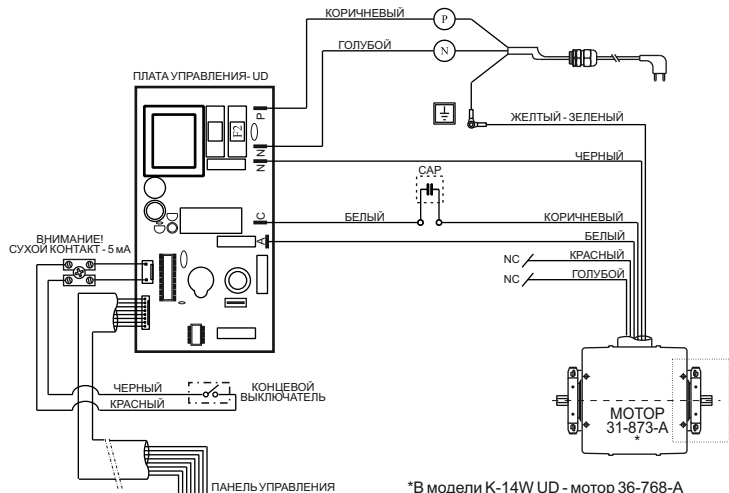 КОРИЧНЕВЫЙ
P
ГОЛУБОЙ
N
ПЛАТА УПРАВЛЕНИЯ- UD
F2
P
N
N
ЖЕЛТЫЙ - ЗЕЛЕНЫЙ
ЧЕРНЫЙ
CAP
C
БЕЛЫЙ
КОРИЧНЕВЫЙ
A
БЕЛЫЙ
ВНИМАНИЕ!
СУХОЙ КОНТАКТ - 5 мА
NC
КРАСНЫЙ
NC
ГОЛУБОЙ
ЧЕРНЫЙ
КРАСНЫЙ
КОНЦЕВОЙ
ВЫКЛЮЧАТЕЛЬ
МОТОР
31-873-A
*
ПАНЕЛЬ УПРАВЛЕНИЯ
*В модели K-14W UD - мотор 36-768-A